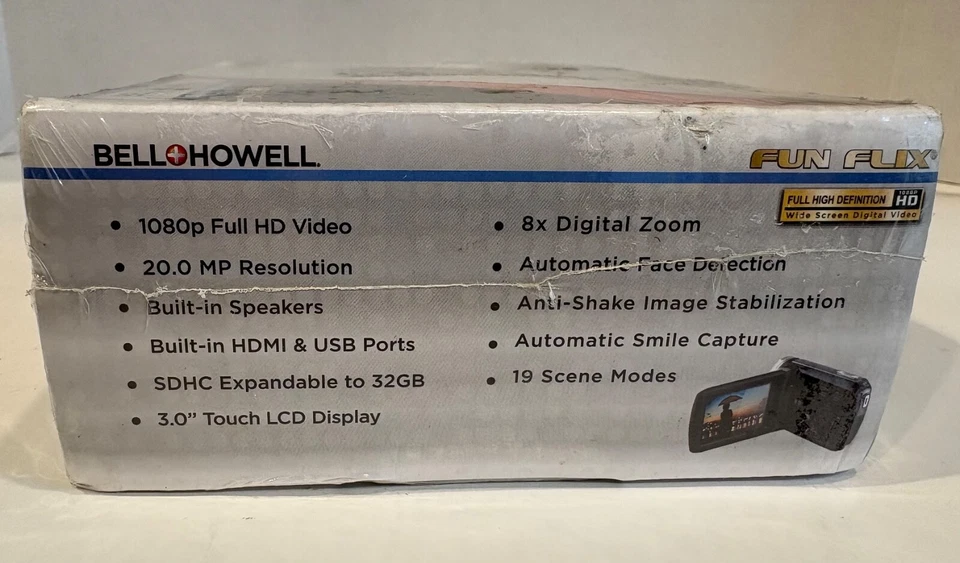 BELL+HOWELL.
FUN FLIX®
FULL HIGH DEFINITION 1080P HD
Wide Screen Digital Video
• 1080p Full HD Video
• 20.0 MP Resolution
• Built-in Speakers
• Built-in HDMI & USB Ports
• SDHC Expandable to 32GB
• 3.0” Touch LCD Display
• 8x Digital Zoom
• Automatic Face Detection
• Anti-Shake Image Stabilization
• Automatic Smile Capture
• 19 Scene Modes